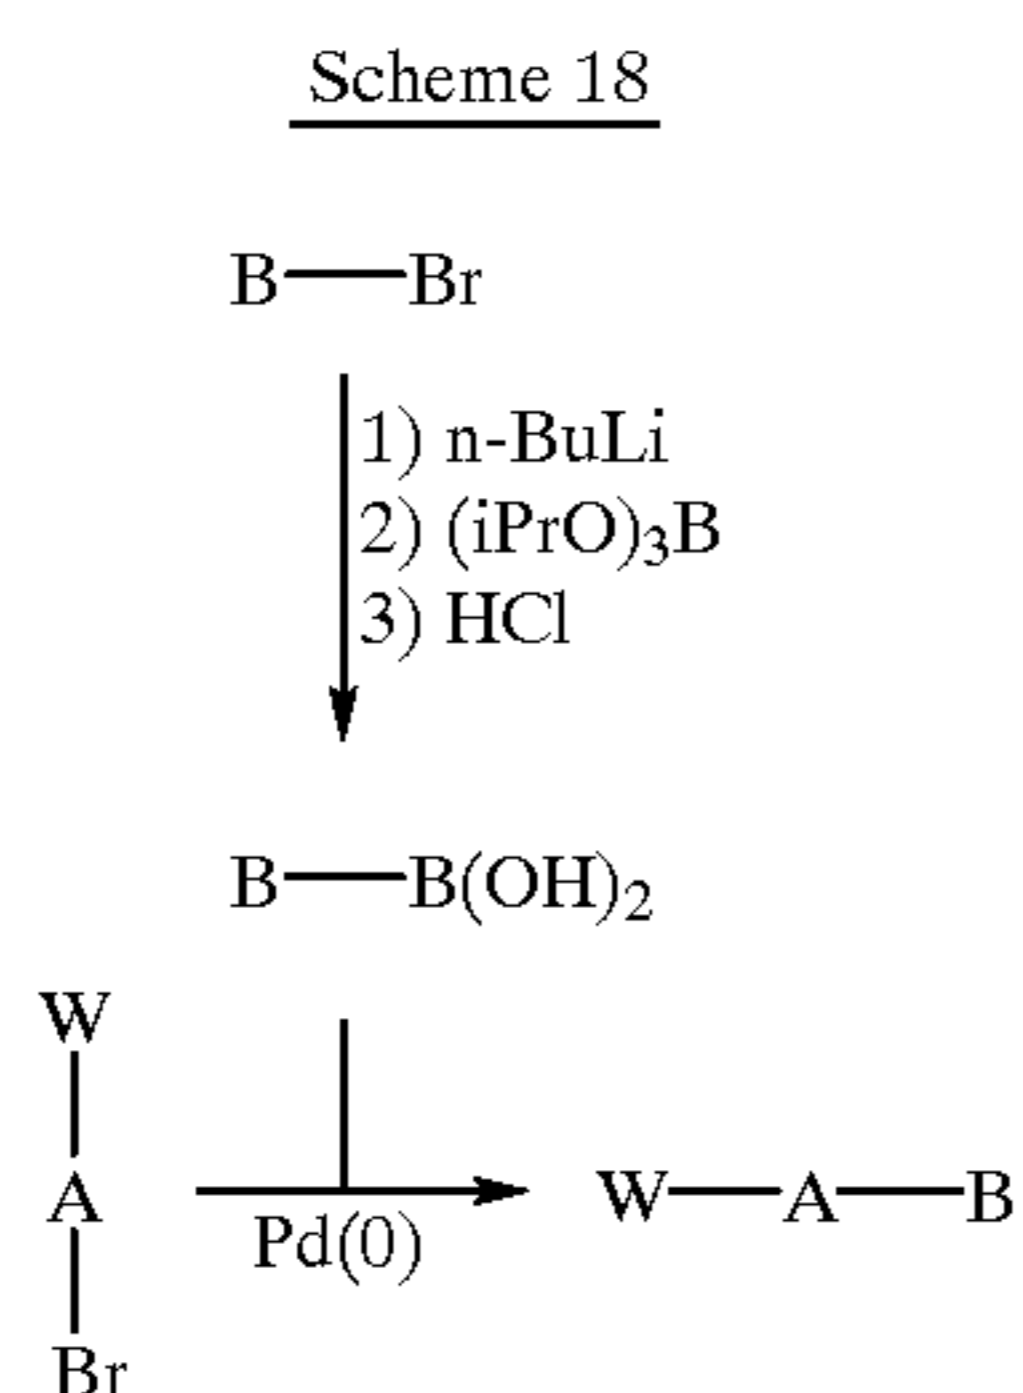 Scheme 18
B—Br
1) n-BuLi
2) (iPrO)₃B
3) HCl
B—B(OH)₂
W
A
Br
Pd(0)
W—A—B